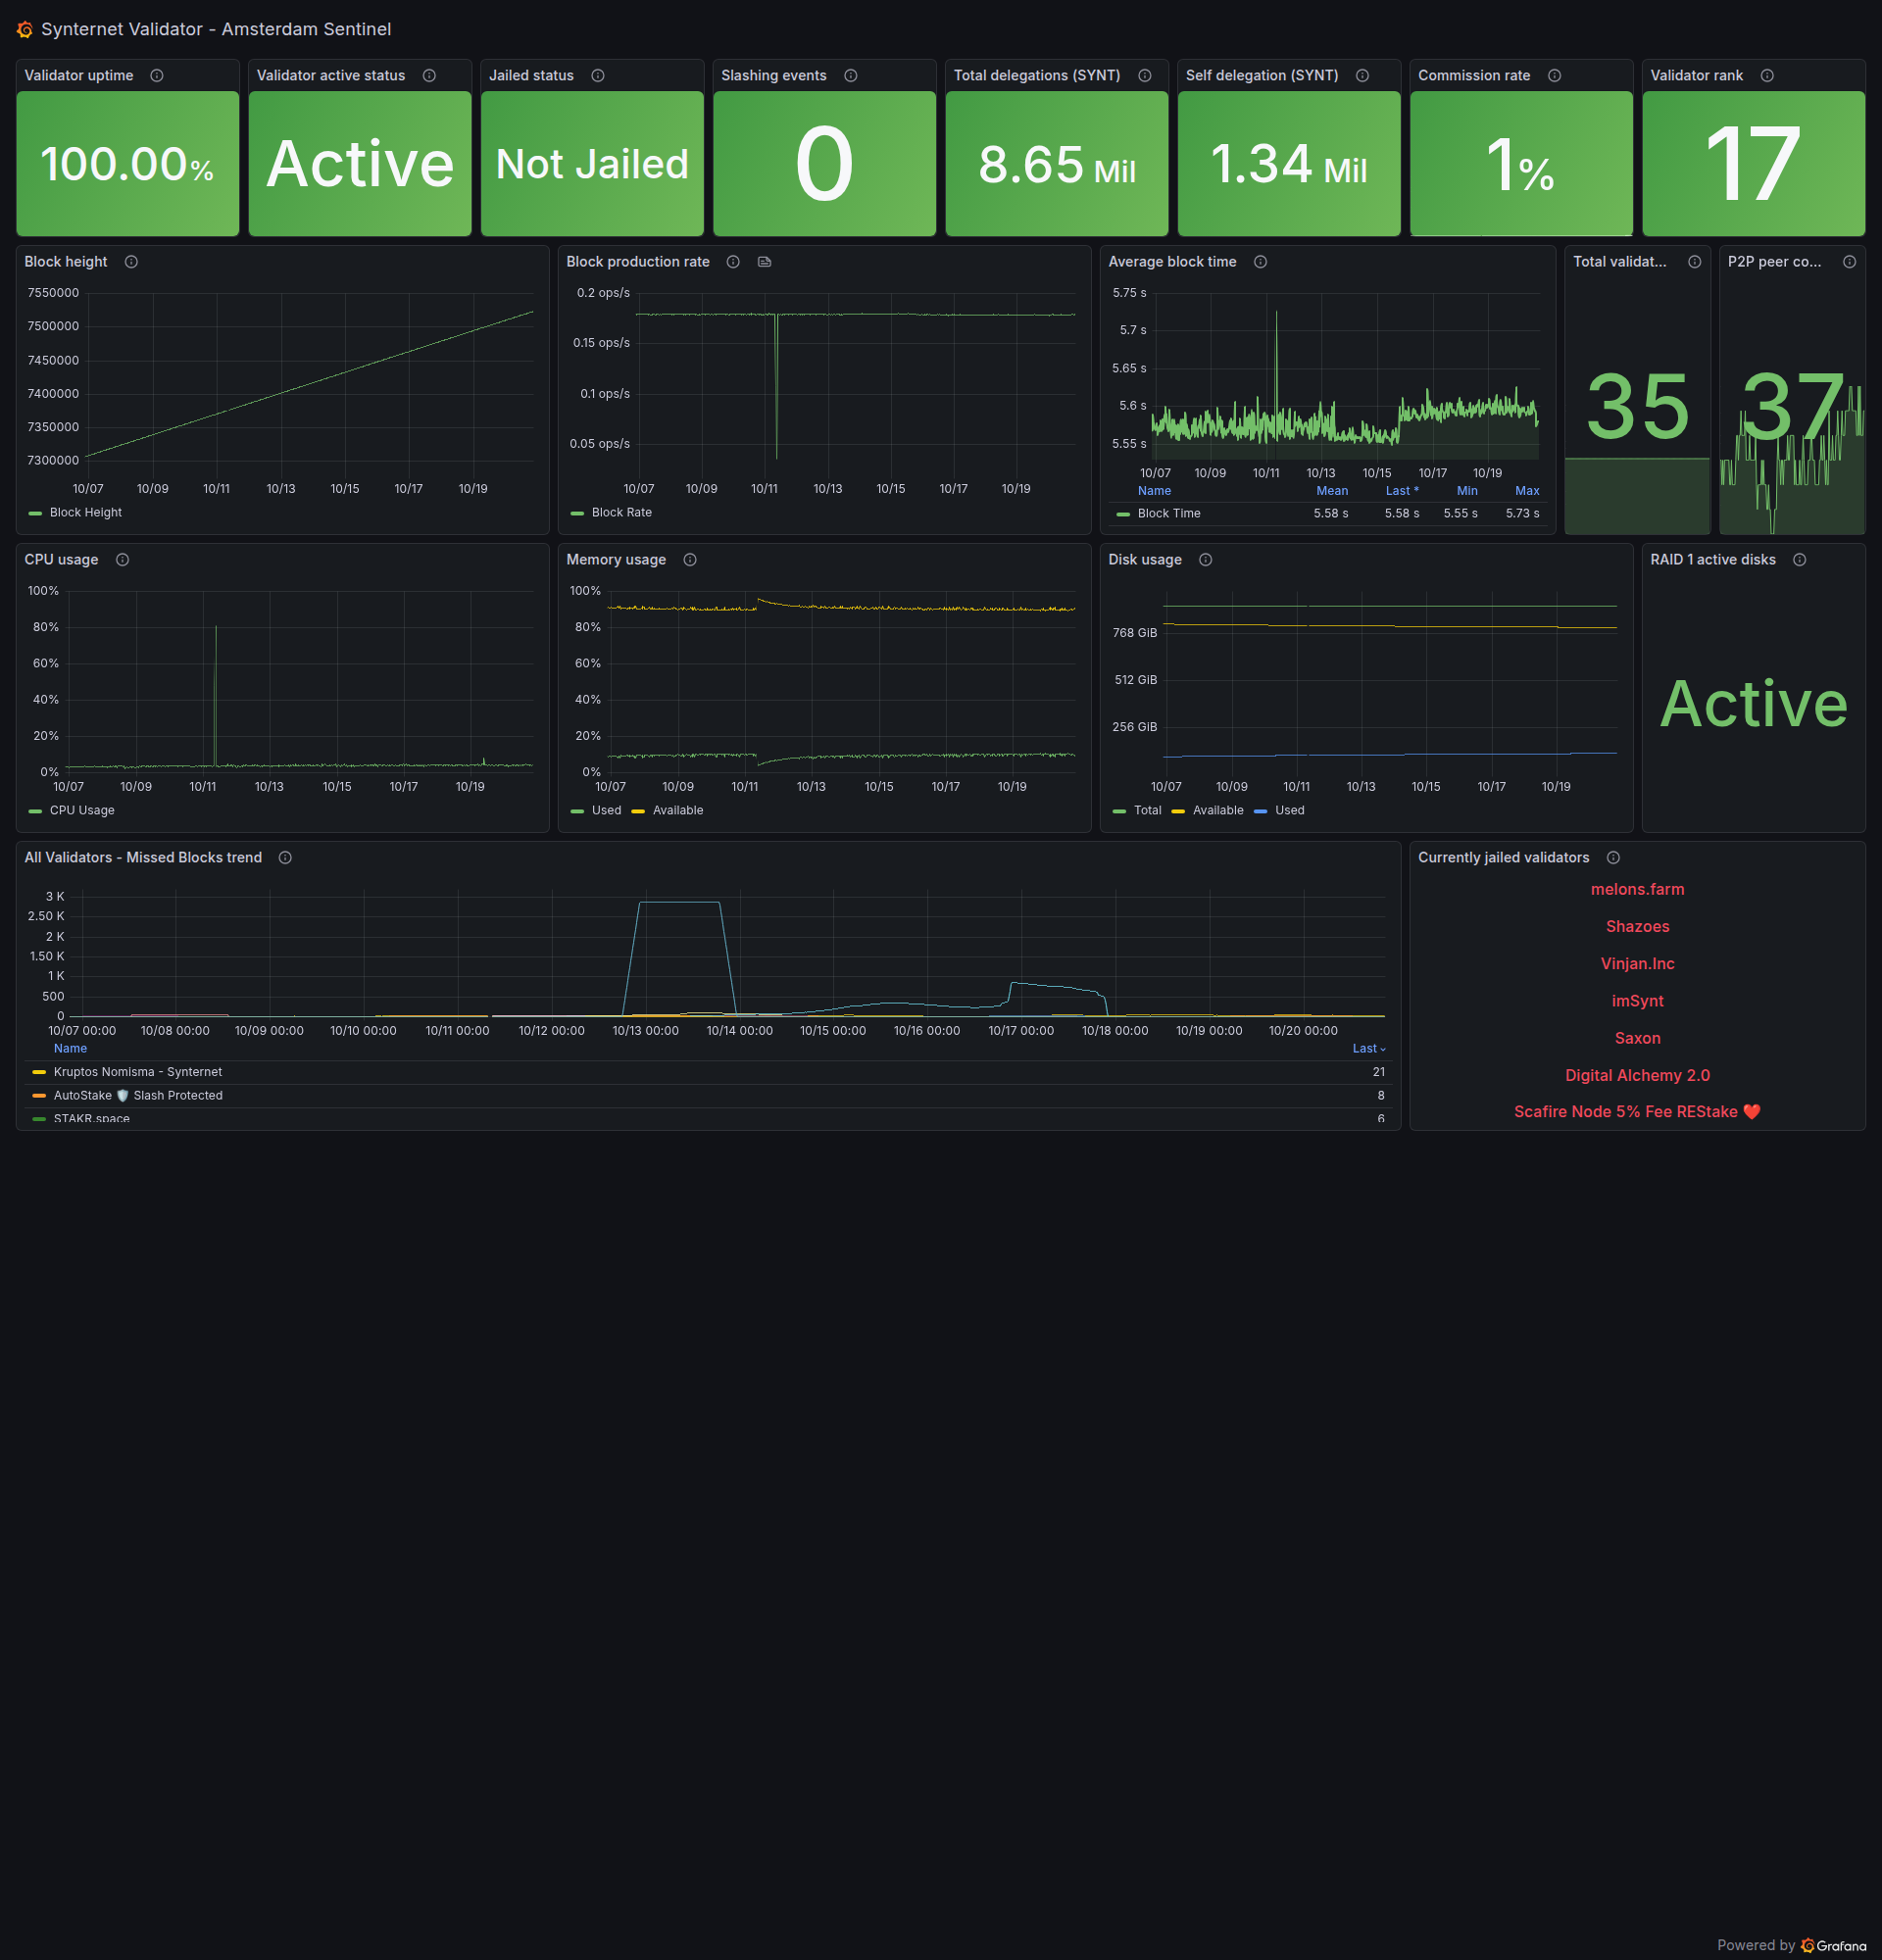 Synternet Validator - Amsterdam Sentinel
Validator uptime
100.00%
Validator active status
Active
Jailed status
Not Jailed
Slashing events
0
Total delegations (SYNT)
8.65 Mil
Self delegation (SYNT)
1.34 Mil
Commission rate
1%
Validator rank
17
Block height
7550000
7500000
7450000
7400000
7350000
7300000
10/07 10/09 10/11 10/13 10/15 10/17 10/19
Block Height
Block production rate
0.2 ops/s
0.15 ops/s
0.1 ops/s
0.05 ops/s
10/07 10/09 10/11 10/13 10/15 10/17 10/19
Block Rate
Average block time
5.75 s
5.7 s
5.65 s
5.6 s
5.55 s
10/07 10/09 10/11 10/13 10/15 10/17 10/19
Name Mean Last * Min Max
Block Time 5.58 s 5.58 s 5.55 s 5.73 s
Total validat...
35
P2P peer co...
37
CPU usage
100%
80%
60%
40%
20%
0%
10/07 10/09 10/11 10/13 10/15 10/17 10/19
CPU Usage
Memory usage
100%
80%
60%
40%
20%
0%
10/07 10/09 10/11 10/13 10/15 10/17 10/19
Used Available
Disk usage
768 GiB
512 GiB
256 GiB
10/07 10/09 10/11 10/13 10/15 10/17 10/19
Total Available Used
RAID 1 active disks
Active
All Validators - Missed Blocks trend
3 K
2.50 K
2 K
1.50 K
1 K
500
0
10/07 00:00 10/08 00:00 10/09 00:00 10/10 00:00 10/11 00:00 10/12 00:00 10/13 00:00 10/14 00:00 10/15 00:00 10/16 00:00 10/17 00:00 10/18 00:00 10/19 00:00 10/20 00:00
Name Last
Kruptos Nomisma - Synternet 21
AutoStake 🛡️ Slash Protected 8
STAKR.space 6
Currently jailed validators
melons.farm
Shazoes
Vinjan.Inc
imSynt
Saxon
Digital Alchemy 2.0
Scafire Node 5% Fee REStake ❤️
Powered by Grafana